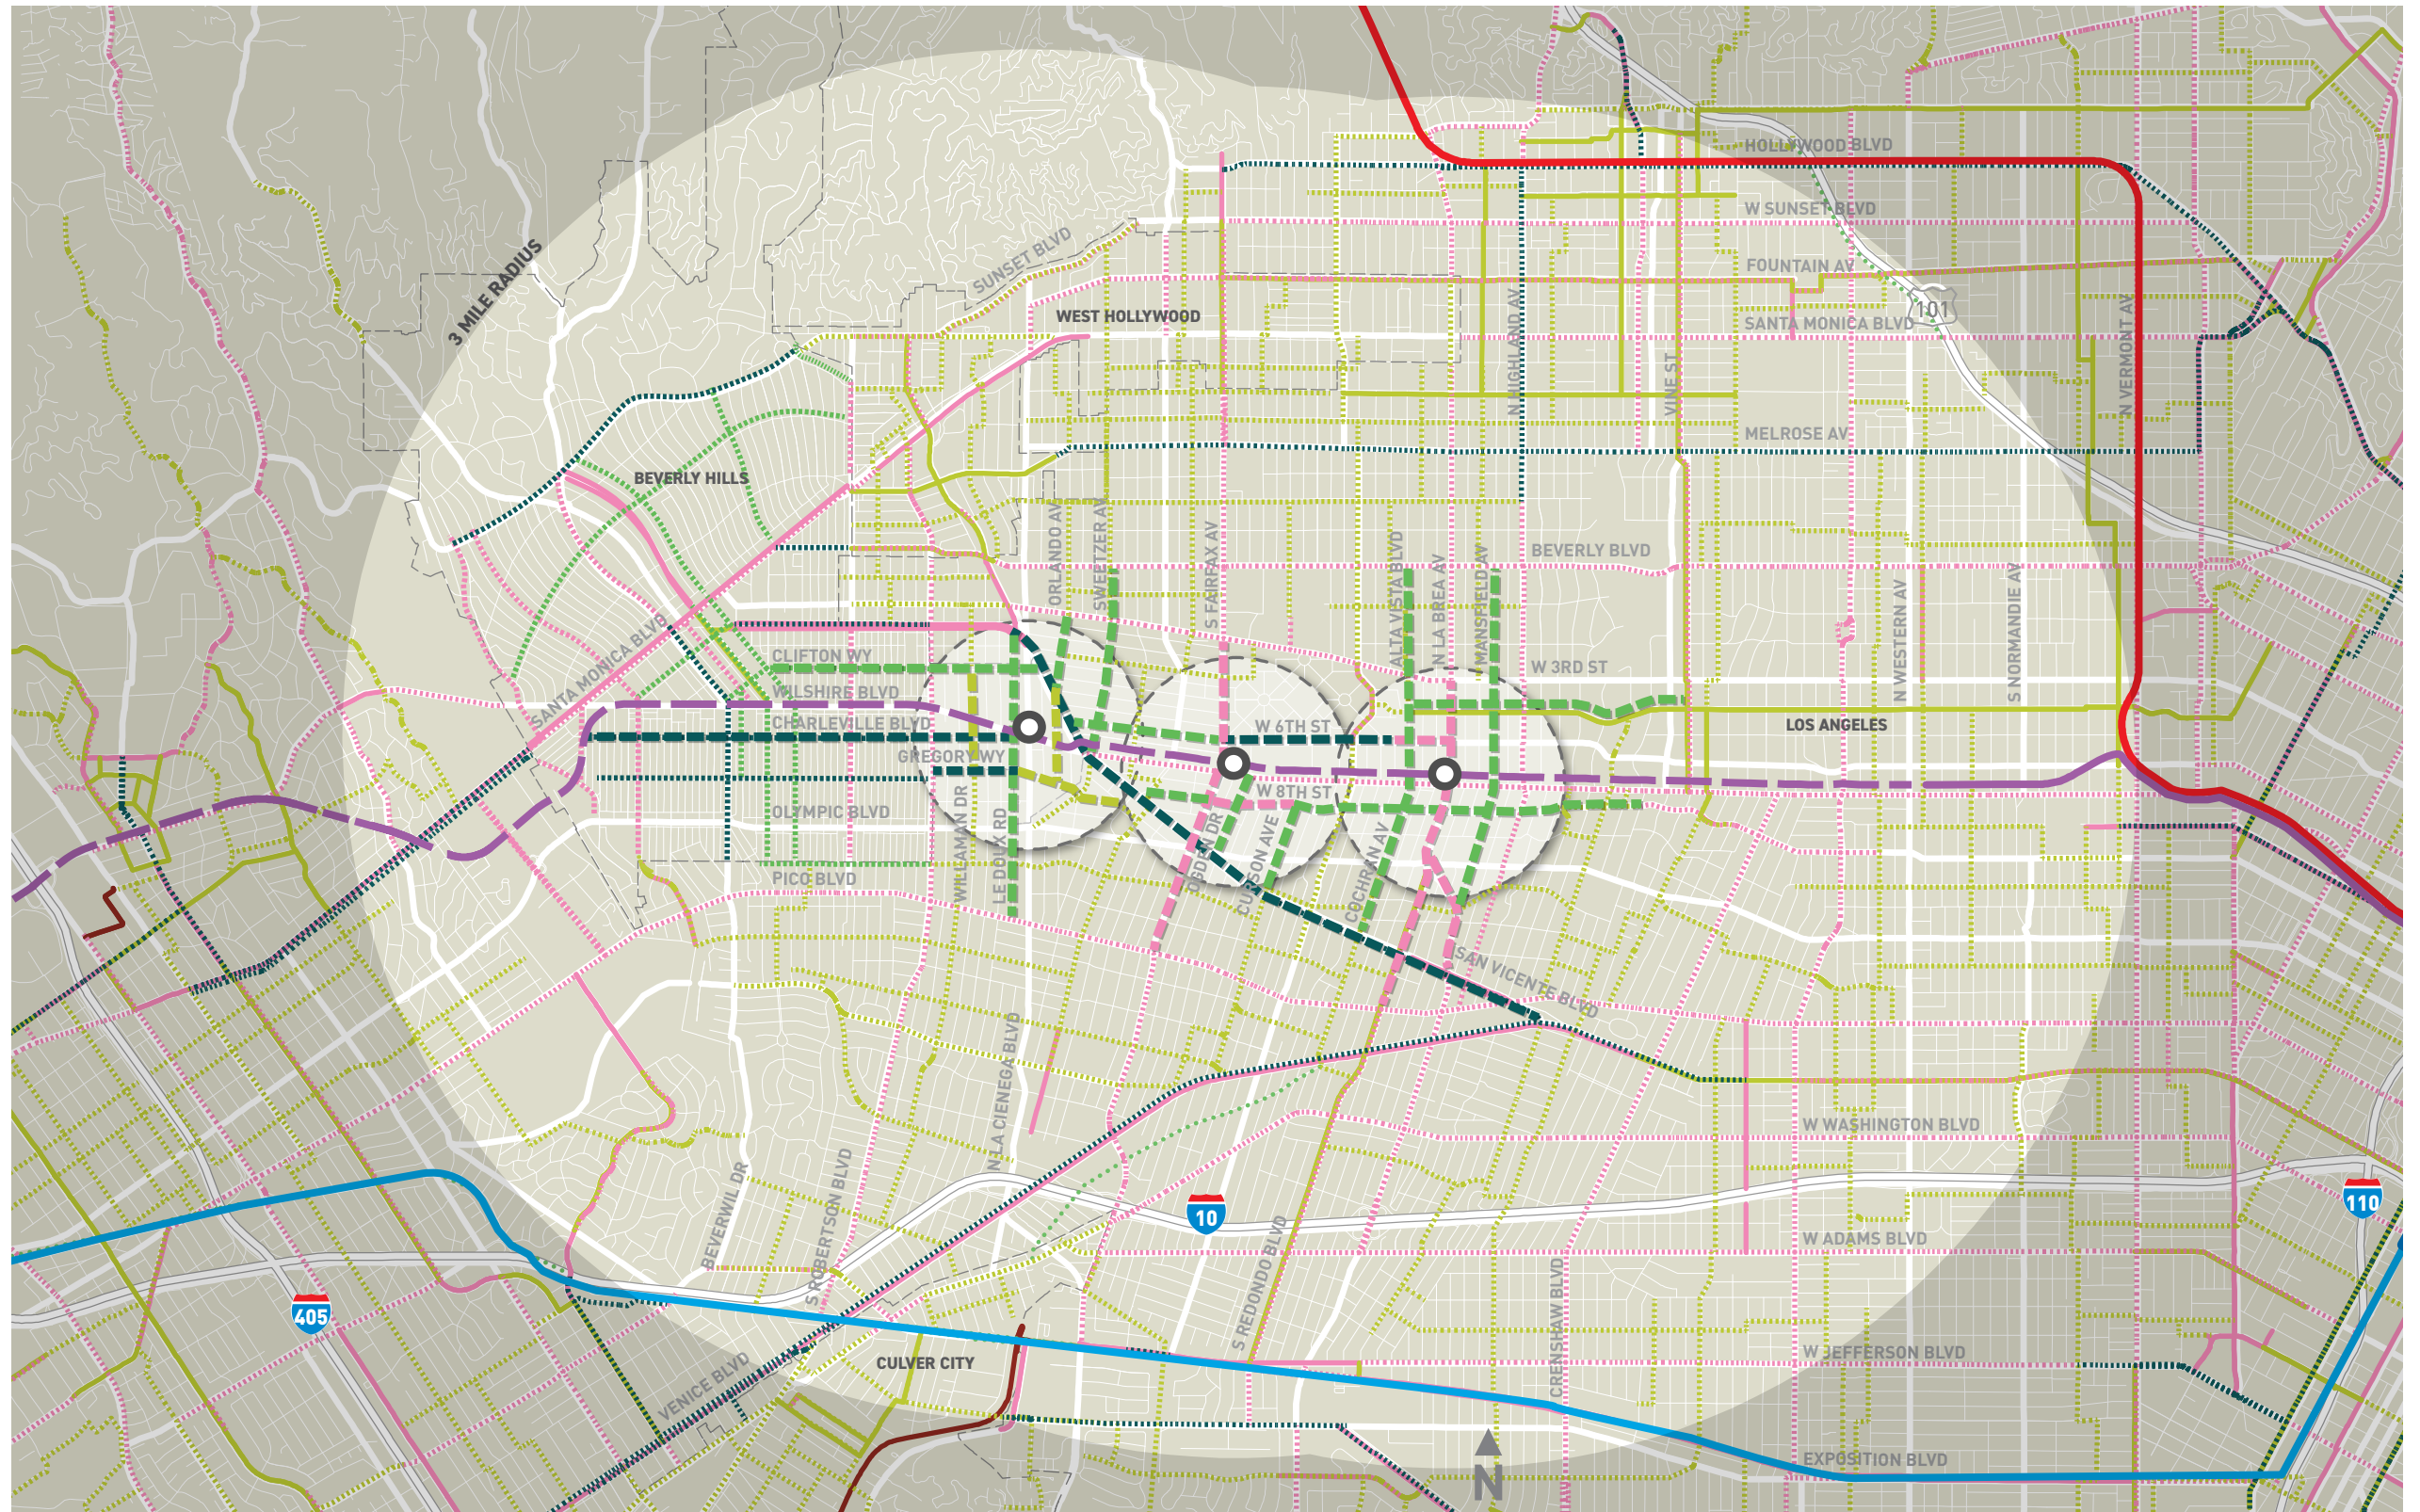 HOLLYWOOD BLVD
W SUNSET BLVD
3 MILE RADIUS
SUNSET BLVD
FOUNTAIN AV
101
WEST HOLLYWOOD
SANTA MONICA BLVD
N HIGHLAND AV
VINE ST
N VERMONT AV
MELROSE AV
BEVERLY HILLS
ORLANDO AV
SWEETZER AV
S FAIRFAX AV
ALTA VISTA BLVD
N LA BREA AV
MANSFIELD AV
BEVERLY BLVD
N WESTERN AV
S NORMANDIE AV
SANTA MONICA BLVD
CLIFTON WY
W 3RD ST
WILSHIRE BLVD
CHARLEVILLE BLVD
W 6TH ST
LOS ANGELES
GREGORY WY
W 8TH ST
OLYMPIC BLVD
WILLAMAN DR
LE DOUX RD
OGDEN DR
CURSON AVE
COCHRAN AV
PICO BLVD
SAN VICENTE BLVD
N LA CIENEGA BLVD
W WASHINGTON BLVD
BEVERWIL DR
S ROBERTSON BLVD
10
110
S REDONDO BLVD
W ADAMS BLVD
CRENSHAW BLVD
405
CULVER CITY
W JEFFERSON BLVD
VENICE BLVD
EXPOSITION BLVD
N